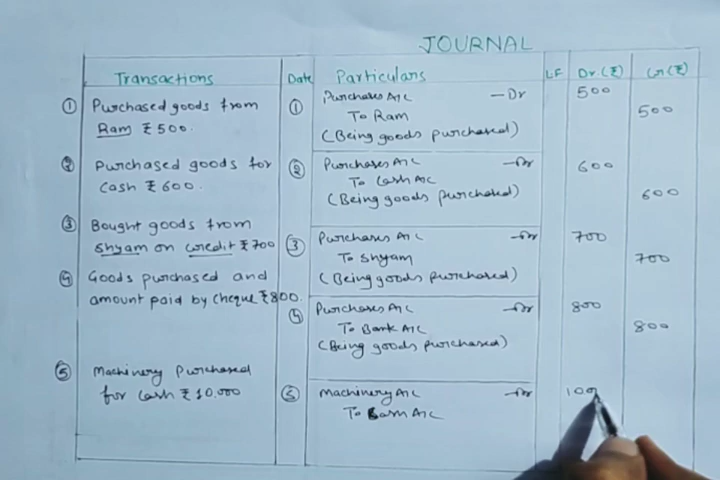 JOURNAL
Transactions Date Particulars LF Dr.(₹) Cr(₹)
① Purchased goods from
Ram ₹500.
② Purchased goods for
Cash ₹600.
③ Bought goods from
Shyam on credit ₹700
④ Goods purchased and
amount paid by Cheque ₹800.
⑤ Machinery Purchased
for Cash ₹10,000
① Purchases A/C —Dr 500
To Ram 500
(Being goods purchased)
② Purchases A/C —Dr 600
To Cash A/C
(Being goods purchased) 600
③ Purchases A/C —Dr 700
To Shyam 700
(Being goods purchased)
④ Purchases A/C —Dr 800
To Bank A/C 800
(Being goods purchased)
⑤ Machinery A/C —Dr 100
To Cash A/C